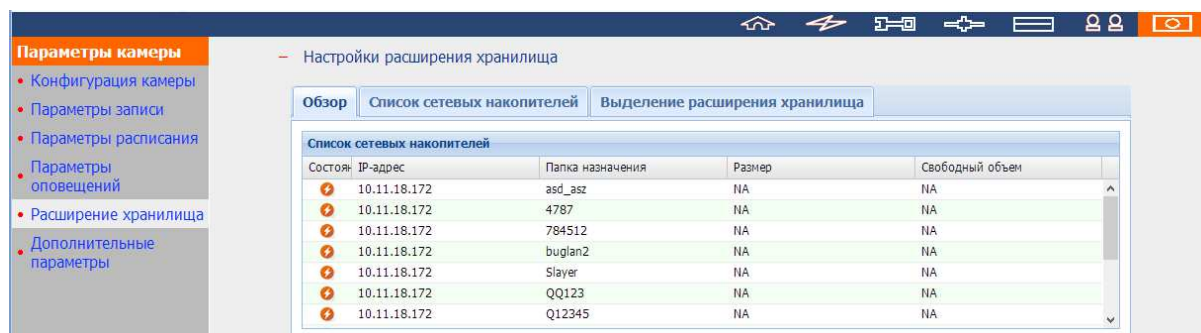 Параметры камеры
Конфигурация камеры
Параметры записи
Параметры расписания
Параметры
оповещений
Расширение хранилища
Дополнительные
параметры
Настройки расширения хранилища
Обзор Список сетевых накопителей Выделение расширения хранилища
Список сетевых накопителей
Состоян IP-адрес Папка назначения Размер Свободный объем
10.11.18.172 asd_asz NA NA
10.11.18.172 4787 NA NA
10.11.18.172 784512 NA NA
10.11.18.172 buglan2 NA NA
10.11.18.172 Slayer NA NA
10.11.18.172 QQ123 NA NA
10.11.18.172 Q12345 NA NA